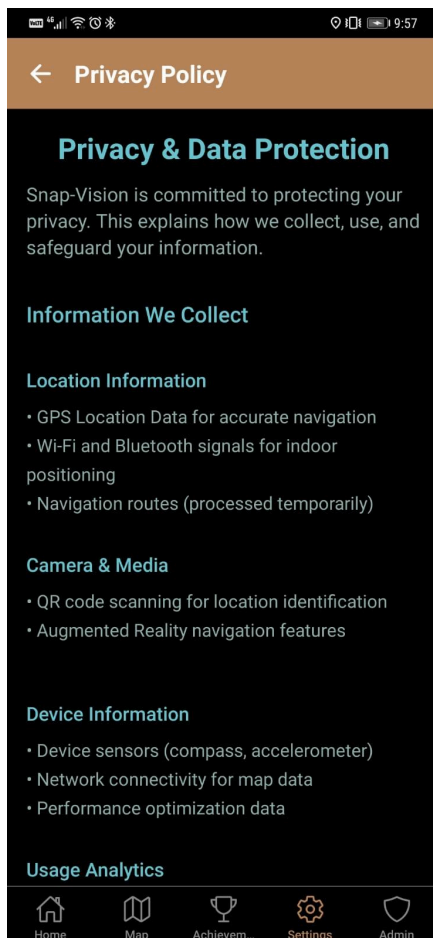 VoLTE 4G 9:57
Privacy Policy
Privacy & Data Protection
Snap-Vision is committed to protecting your
privacy. This explains how we collect, use, and
safeguard your information.
Information We Collect
Location Information
• GPS Location Data for accurate navigation
• Wi-Fi and Bluetooth signals for indoor
positioning
• Navigation routes (processed temporarily)
Camera & Media
• QR code scanning for location identification
• Augmented Reality navigation features
Device Information
• Device sensors (compass, accelerometer)
• Network connectivity for map data
• Performance optimization data
Usage Analytics
Home Map Achievem... Settings Admin